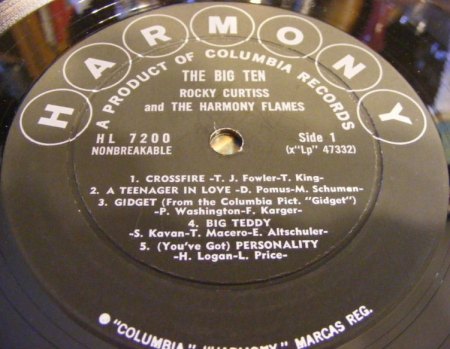 HARMONY
A PRODUCT OF COLUMBIA RECORDS
THE BIG TEN
ROCKY CURTISS
and THE HARMONY FLAMES
HL 7200 Side 1
NONBREAKABLE (x"Lp" 47332)
1. CROSSFIRE -T. J. Fowler-T. King-
2. A TEENAGER IN LOVE -D. Pomus-M. Schuman-
3. GIDGET (From the Columbia Pict. "Gidget")
-P. Washington-F. Karger-
4. BIG TEDDY
-S. Kavan-T. Macero-E. Altschuler-
5. (You've Got) PERSONALITY
-H. Logan-L. Price-
"COLUMBIA," "HARMONY," MARCAS REG.